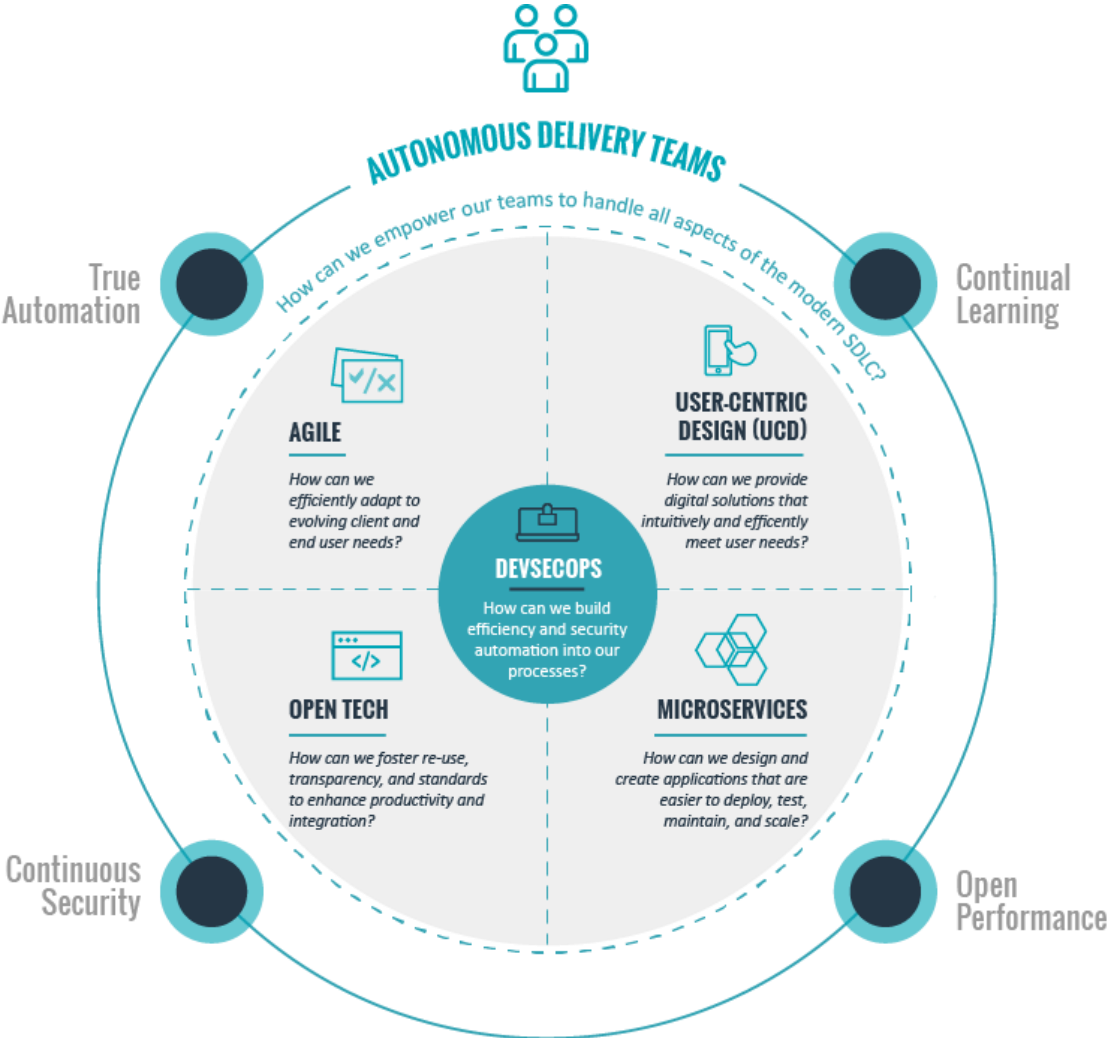 AUTONOMOUS DELIVERY TEAMS
How can we empower our teams to handle all aspects of the modern SDLC?
True
Automation
Continual
Learning
AGILE
How can we
efficiently adapt to
evolving client and
end user needs?
USER-CENTRIC
DESIGN (UCD)
How can we provide
digital solutions that
intuitively and efficently
meet user needs?
DEVSECOPS
How can we build
efficiency and security
automation into our
processes?
OPEN TECH
How can we foster re-use,
transparency, and standards
to enhance productivity and
integration?
MICROSERVICES
How can we design and
create applications that are
easier to deploy, test,
maintain, and scale?
Continuous
Security
Open
Performance